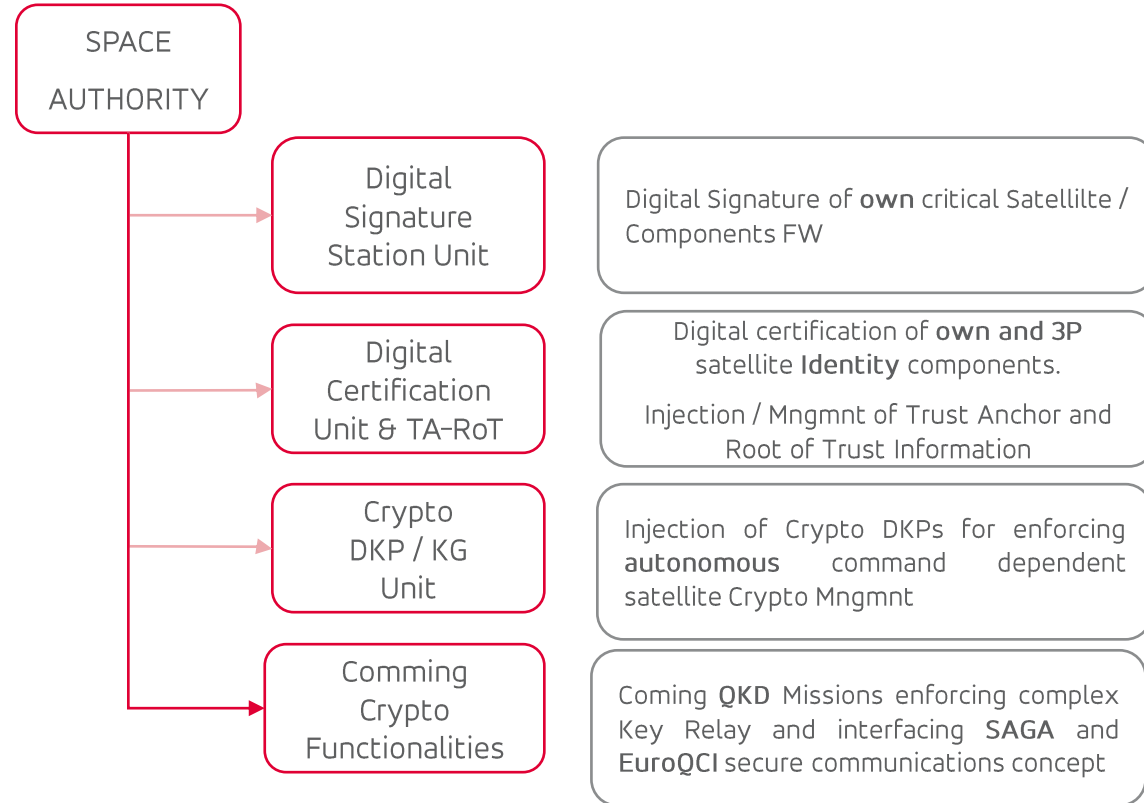 SPACE
AUTHORITY
Digital
Signature
Station Unit
Digital Signature of own critical Satellilte /
Components FW
Digital
Certification
Unit & TA-RoT
Digital certification of own and 3P
satellite Identity components.
Injection / Mngmnt of Trust Anchor and
Root of Trust Information
Crypto
DKP / KG
Unit
Injection of Crypto DKPs for enforcing
autonomous command dependent
satellite Crypto Mngmnt
Comming
Crypto
Functionalities
Coming QKD Missions enforcing complex
Key Relay and interfacing SAGA and
EuroQCI secure communications concept